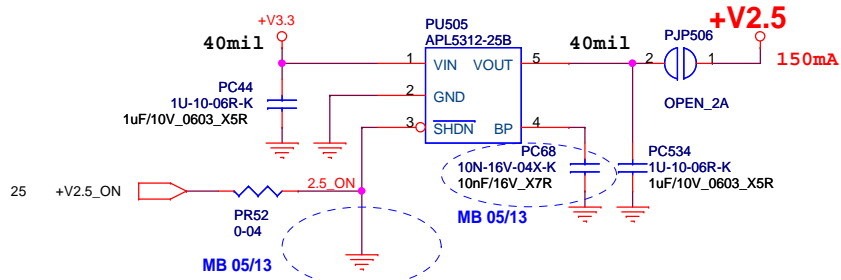 +V3.3
40mil
PU505
APL5312-25B
1 VIN VOUT 5
2 GND
3 SHDN BP 4
40mil
PJP506
2 1
OPEN_2A
+V2.5
150mA
PC44
1U-10-06R-K
1uF/10V_0603_X5R
PC68
10N-16V-04X-K
10nF/16V_X7R
PC534
1U-10-06R-K
1uF/10V_0603_X5R
25 +V2.5_ON
2.5_ON
PR52
0-04
MB 05/13
MB 05/13